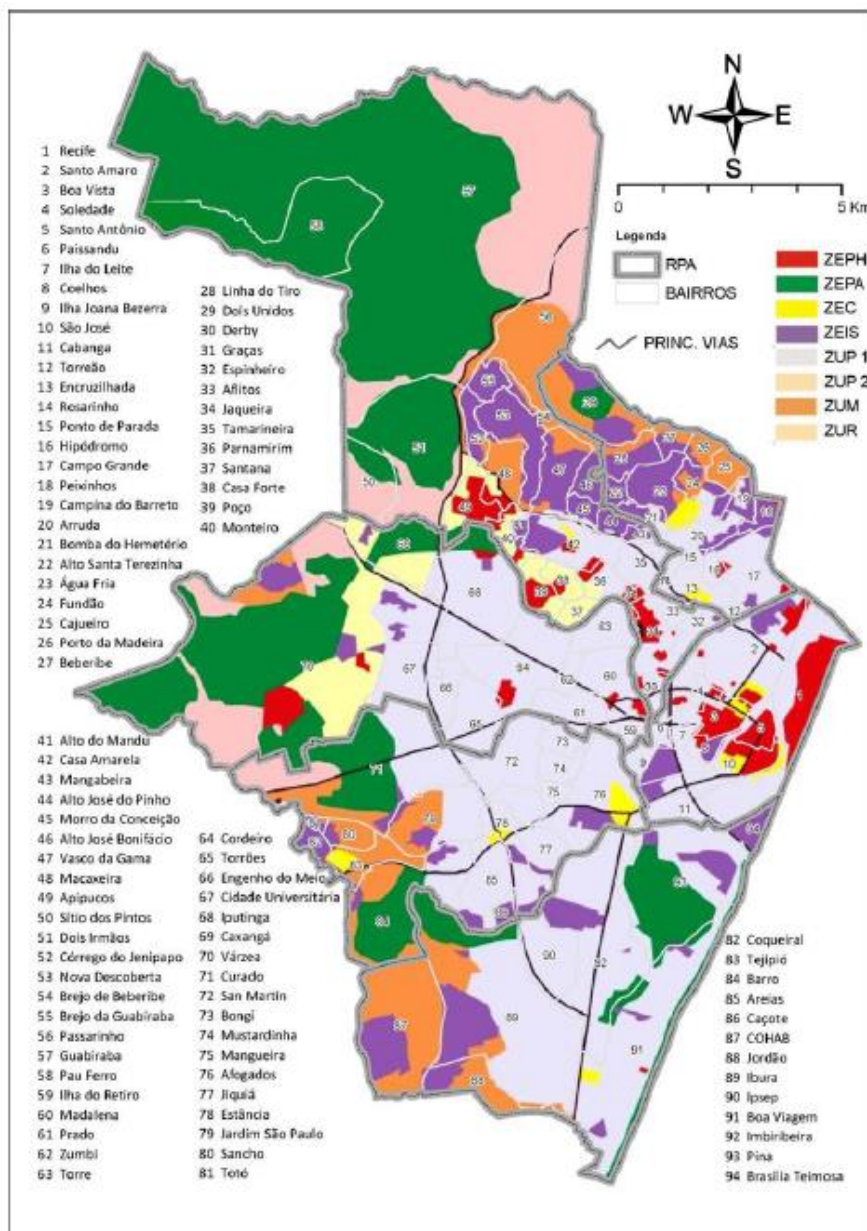 N
W E
S
0 5 Km
Legenda
RPA
BAIRROS
PRINC. VIAS
ZEPH
ZEPA
ZEC
ZEIS
ZUP 1
ZUP 2
ZUM
ZUR
1 Recife
2 Santo Amaro
3 Boa Vista
4 Soledade
5 Santo Antônio
6 Paissandu
7 Ilha do Leite
8 Coelhos
9 Ilha Joana Bezerra
10 São José
11 Cabanga
12 Torreão
13 Encruzilhada
14 Rosarinho
15 Ponto de Parada
16 Hipódromo
17 Campo Grande
18 Peixinhos
19 Campina do Barreto
20 Arruda
21 Bomba do Hemetério
22 Alto Santa Terezinha
23 Água Fria
24 Fundão
25 Cajueiro
26 Porto da Madeira
27 Beberibe
28 Linha do Tiro
29 Dois Unidos
30 Derby
31 Graças
32 Espinheiro
33 Aflitos
34 Jaqueira
35 Tamarineira
36 Parnamirim
37 Santana
38 Casa Forte
39 Poço
40 Monteiro
41 Alto do Mandu
42 Casa Amarela
43 Mangabeira
44 Alto José do Pinho
45 Morro da Conceição
46 Alto José Bonifácio
47 Vasco da Gama
48 Macaxeira
49 Apipucos
50 Sítio dos Pintos
51 Dois Irmãos
52 Córrego do Jenipapo
53 Nova Descoberta
54 Brejo de Beberibe
55 Brejo da Guabiraba
56 Passarinho
57 Guabiraba
58 Pau Ferro
59 Ilha do Retiro
60 Madalena
61 Prado
62 Zumbi
63 Torre
64 Cordeiro
65 Torrões
66 Engenho do Meio
67 Cidade Universitária
68 Iputinga
69 Caxangá
70 Várzea
71 Curado
72 San Martin
73 Bongi
74 Mustardinha
75 Mangueira
76 Afogados
77 Jiquiá
78 Estância
79 Jardim São Paulo
80 Sancho
81 Totó
82 Coqueiral
83 Tejipió
84 Barro
85 Areias
86 Caçote
87 COHAB
88 Jordão
89 Ibura
90 Ipsep
91 Boa Viagem
92 Imbiribeira
93 Pina
94 Brasília Teimosa